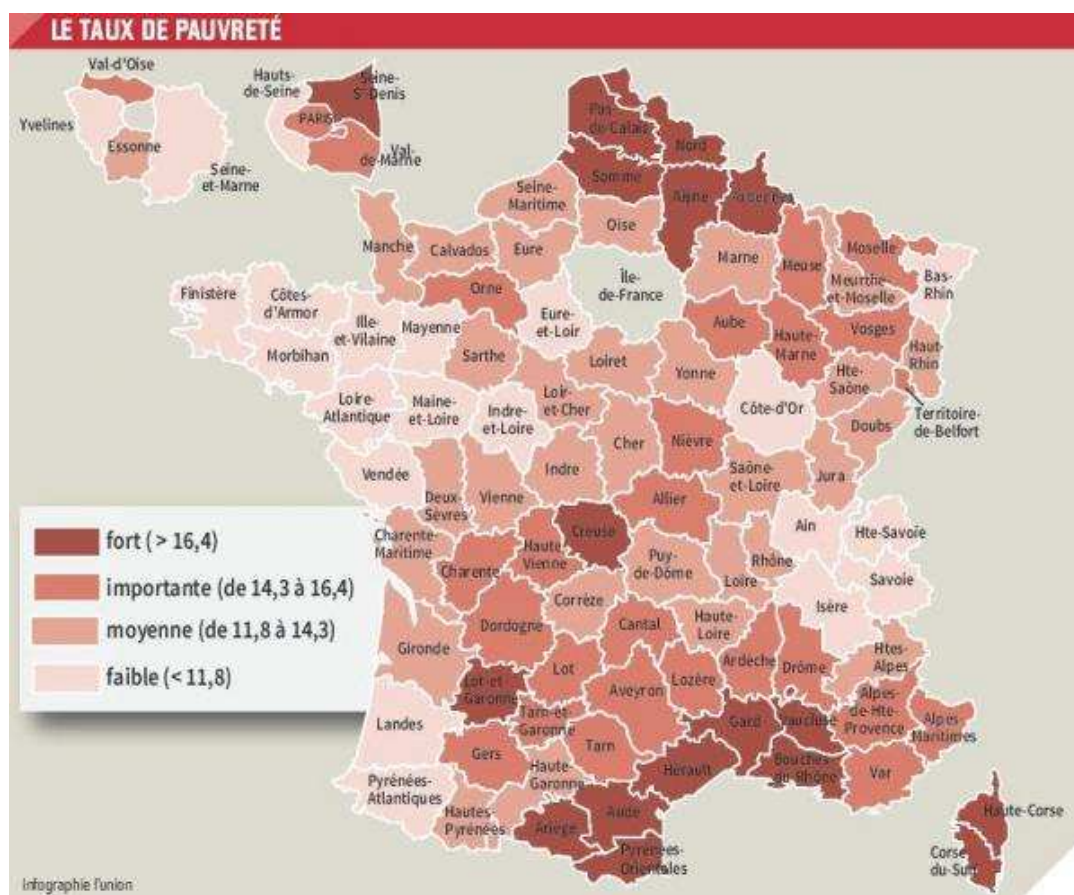 LE TAUX DE PAUVRETÉ
Val-d'Oise
Yvelines
Essonne
Seine-
et-Marne
Hauts-
de-Seine
Seine-
St Denis
PARIS
Val-
de-Marne
Pas-
de-Calais
Nord
Somme
Aisne
Ardennes
Seine-
Maritime
Oise
Manche
Calvados
Eure
Marne
Meuse
Moselle
Meurthe-
et-Moselle
Bas-
Rhin
Île-
de-France
Orne
Finistère
Côtes-
d'Armor
Ille-
et-Vilaine
Mayenne
Eure-
et-Loir
Aube
Haute-
Marne
Vosges
Haut-
Rhin
Morbihan
Sarthe
Loiret
Yonne
Hte-
Saône
Territoire-
de-Belfort
Loire-
Atlantique
Maine-
et-Loire
Indre-
et-Loire
Loir-
et-Cher
Cher
Nièvre
Côte-d'Or
Doubs
Vendée
Deux-
Sèvres
Vienne
Indre
Allier
Saône-
et-Loire
Jura
Charente-
Maritime
Charente
Haute
Vienne
Creuse
Puy-
de-Dôme
Loire
Rhône
Ain
Hte-Savoie
Savoie
Isère
Corrèze
Dordogne
Cantal
Haute-
Loire
Gironde
Lot-et-
Garonne
Lot
Aveyron
Lozère
Ardèche
Drôme
Htes-
Alpes
Alpes-
de-Hte-
Provence
Alpes
Maritimes
Landes
Gers
Tarn-et-
Garonne
Tarn
Gard
Vaucluse
Bouches-
du-Rhône
Var
Hérault
Pyrénées-
Atlantiques
Hautes-
Pyrénées
Haute-
Garonne
Ariège
Aude
Pyrénées-
Orientales
Haute-Corse
Corse
du-Sud
fort (> 16,4)
importante (de 14,3 à 16,4)
moyenne (de 11,8 à 14,3)
faible (< 11,8)
Infographie l'union